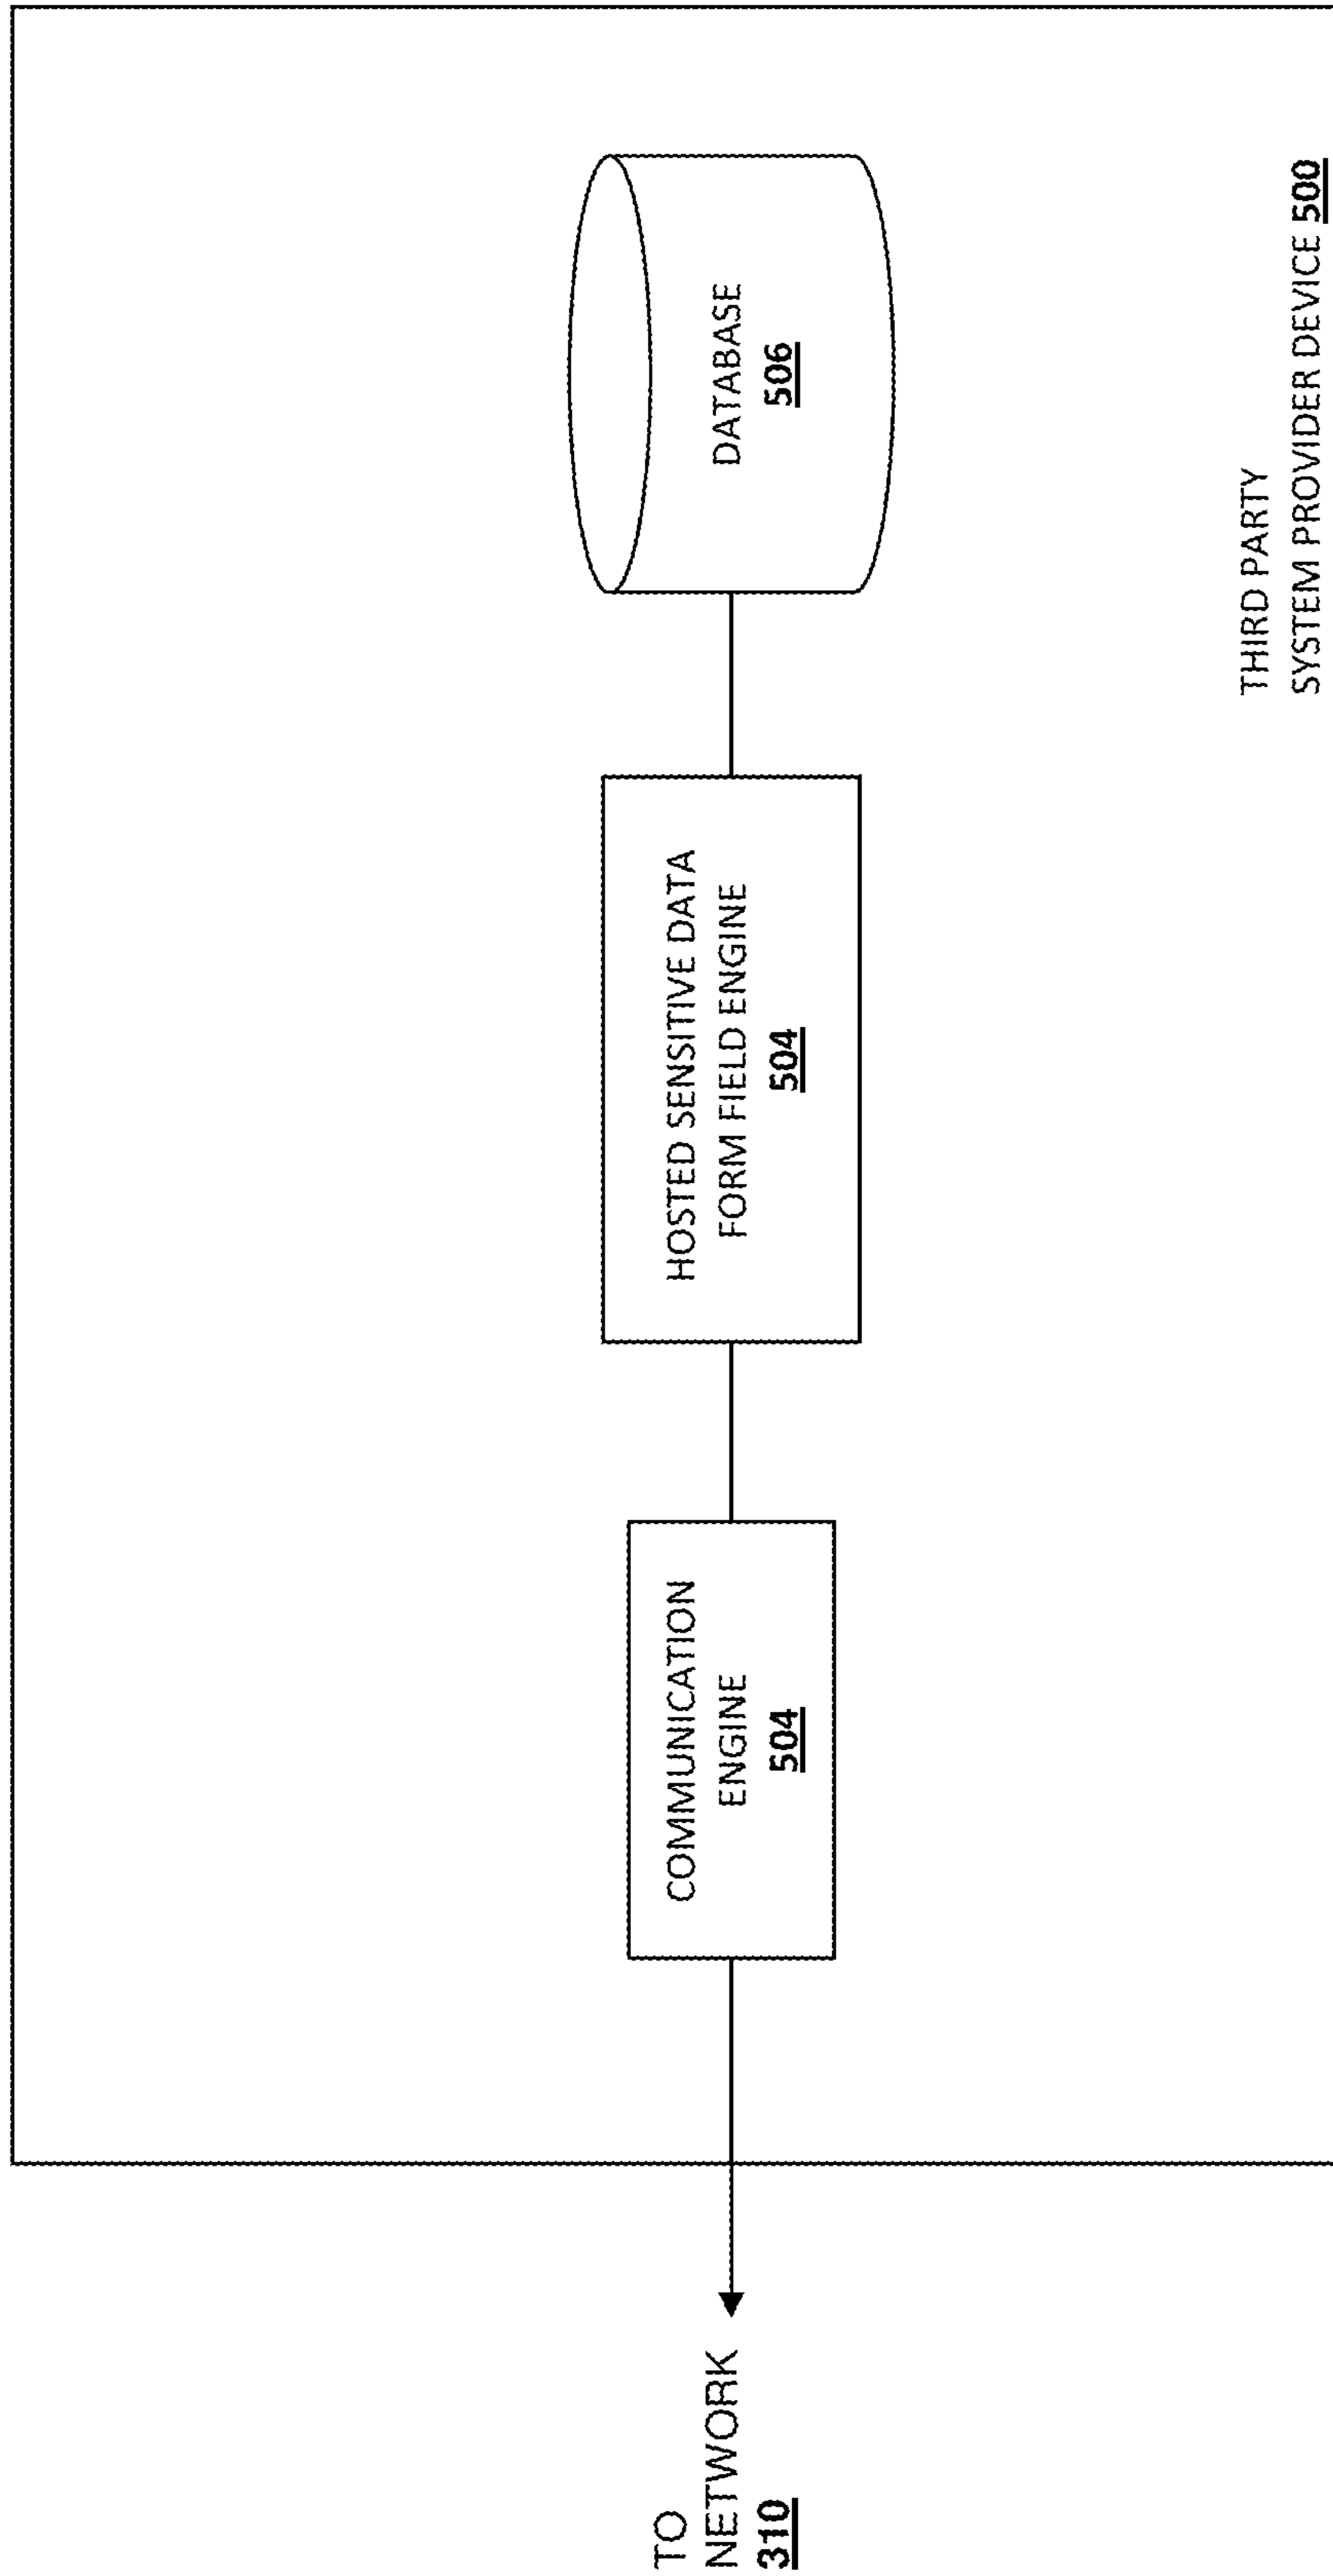 TO
NETWORK
310
COMMUNICATION
ENGINE
504
HOSTED SENSITIVE DATA
FORM FIELD ENGINE
504
DATABASE
506
THIRD PARTY
SYSTEM PROVIDER DEVICE 500